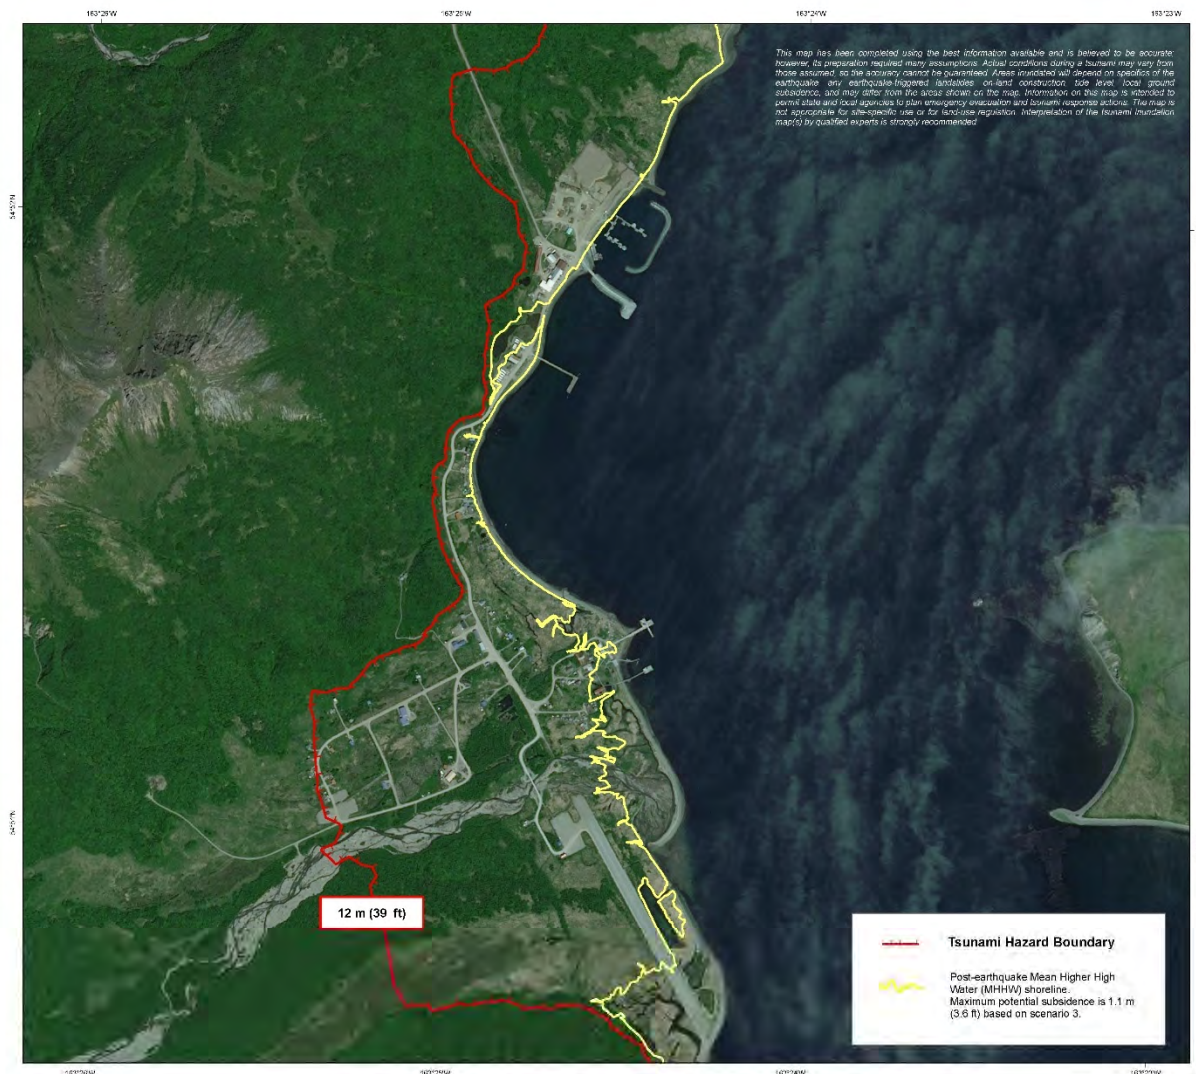 163°26'W
163°25'W
163°24'W
163°23'W
This map has been completed using the best information available and is believed to be accurate;
however, its preparation required many assumptions. Actual conditions during a tsunami may vary from
those assumed, so the accuracy cannot be guaranteed. Areas inundated will depend on specifics of the
earthquake any earthquake-triggered landslides on-land construction tide level local ground
subsidence, and may differ from the areas shown on the map. Information on this map is intended to
permit state and local agencies to plan emergency evacuation and tsunami response actions. The map is
not appropriate for site-specific use or for land-use regulation. Interpretation of the tsunami inundation
map(s) by qualified experts is strongly recommended
12 m (39 ft)
Tsunami Hazard Boundary
Post-earthquake Mean Higher High
Water (MHHW) shoreline.
Maximum potential subsidence is 1.1 m
(3.6 ft) based on scenario 3.